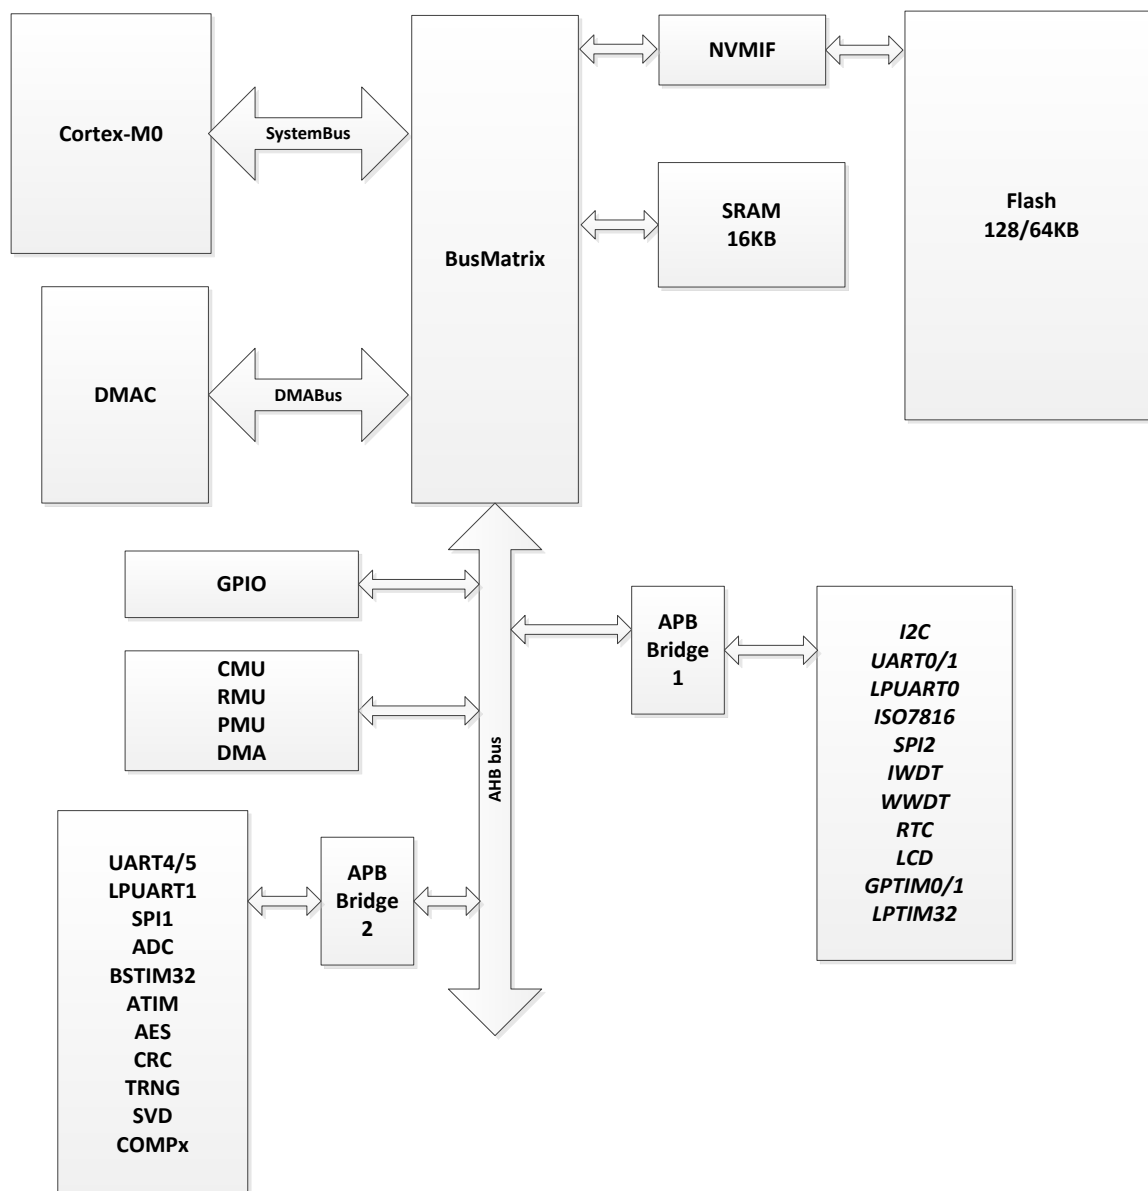 Cortex-M0
SystemBus
BusMatrix
NVMIF
Flash
128/64KB
SRAM
16KB
DMAC
DMABus
GPIO
CMU
RMU
PMU
DMA
AHB bus
APB
Bridge
1
I2C
UART0/1
LPUART0
ISO7816
SPI2
IWDT
WWDT
RTC
LCD
GPTIM0/1
LPTIM32
APB
Bridge
2
UART4/5
LPUART1
SPI1
ADC
BSTIM32
ATIM
AES
CRC
TRNG
SVD
COMPx